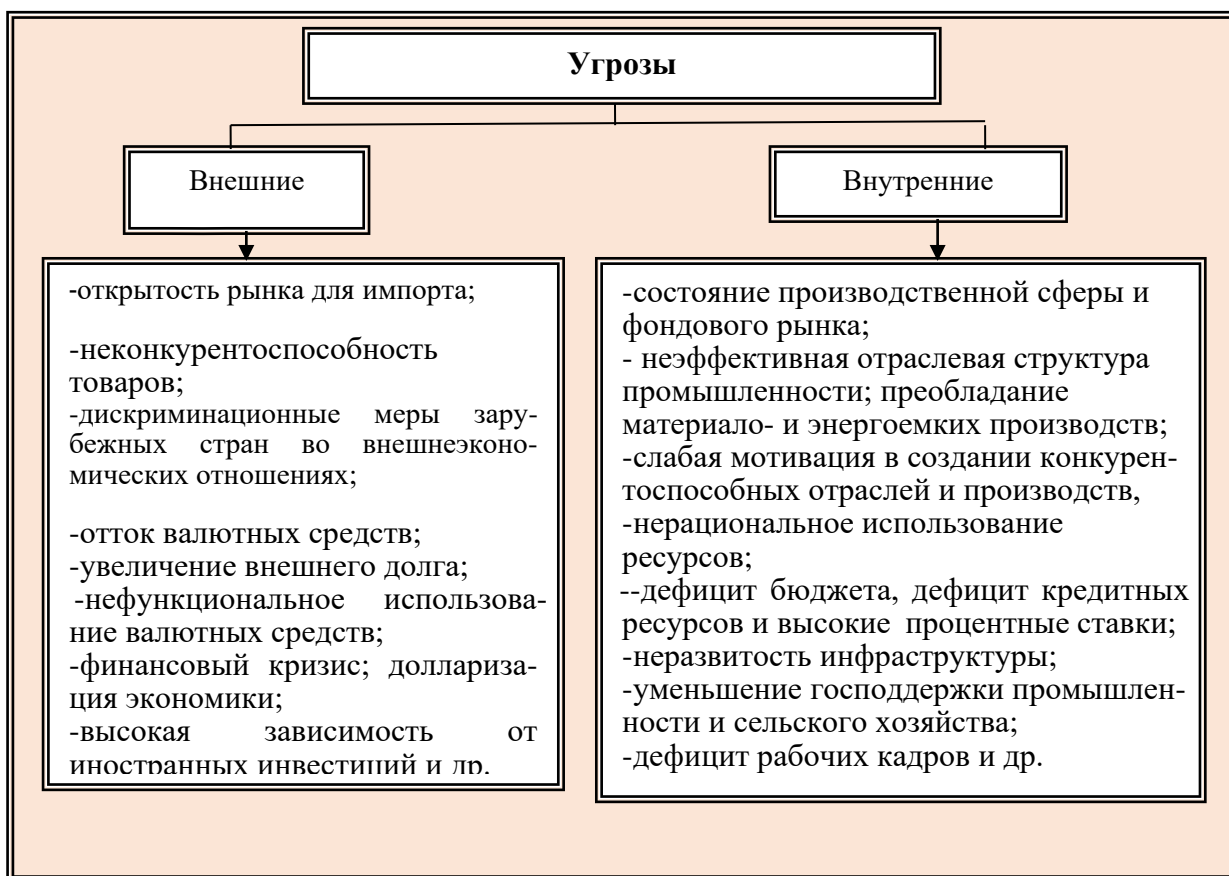 Угрозы
Внешние
Внутренние
-открытость рынка для импорта;
-неконкурентоспособность
товаров;
-дискриминационные меры зару-
бежных стран во внешнеэконо-
мических отношениях;
-отток валютных средств;
-увеличение внешнего долга;
-нефункциональное использова-
ние валютных средств;
-финансовый кризис; доллариза-
ция экономики;
-высокая зависимость от
иностранных инвестиций и др.
-состояние производственной сферы и
фондового рынка;
- неэффективная отраслевая структура
промышленности; преобладание
материало- и энергоемких производств;
-слабая мотивация в создании конкурен-
тоспособных отраслей и производств,
-нерациональное использование
ресурсов;
--дефицит бюджета, дефицит кредитных
ресурсов и высокие процентные ставки;
-неразвитость инфраструктуры;
-уменьшение господдержки промышлен-
ности и сельского хозяйства;
-дефицит рабочих кадров и др.